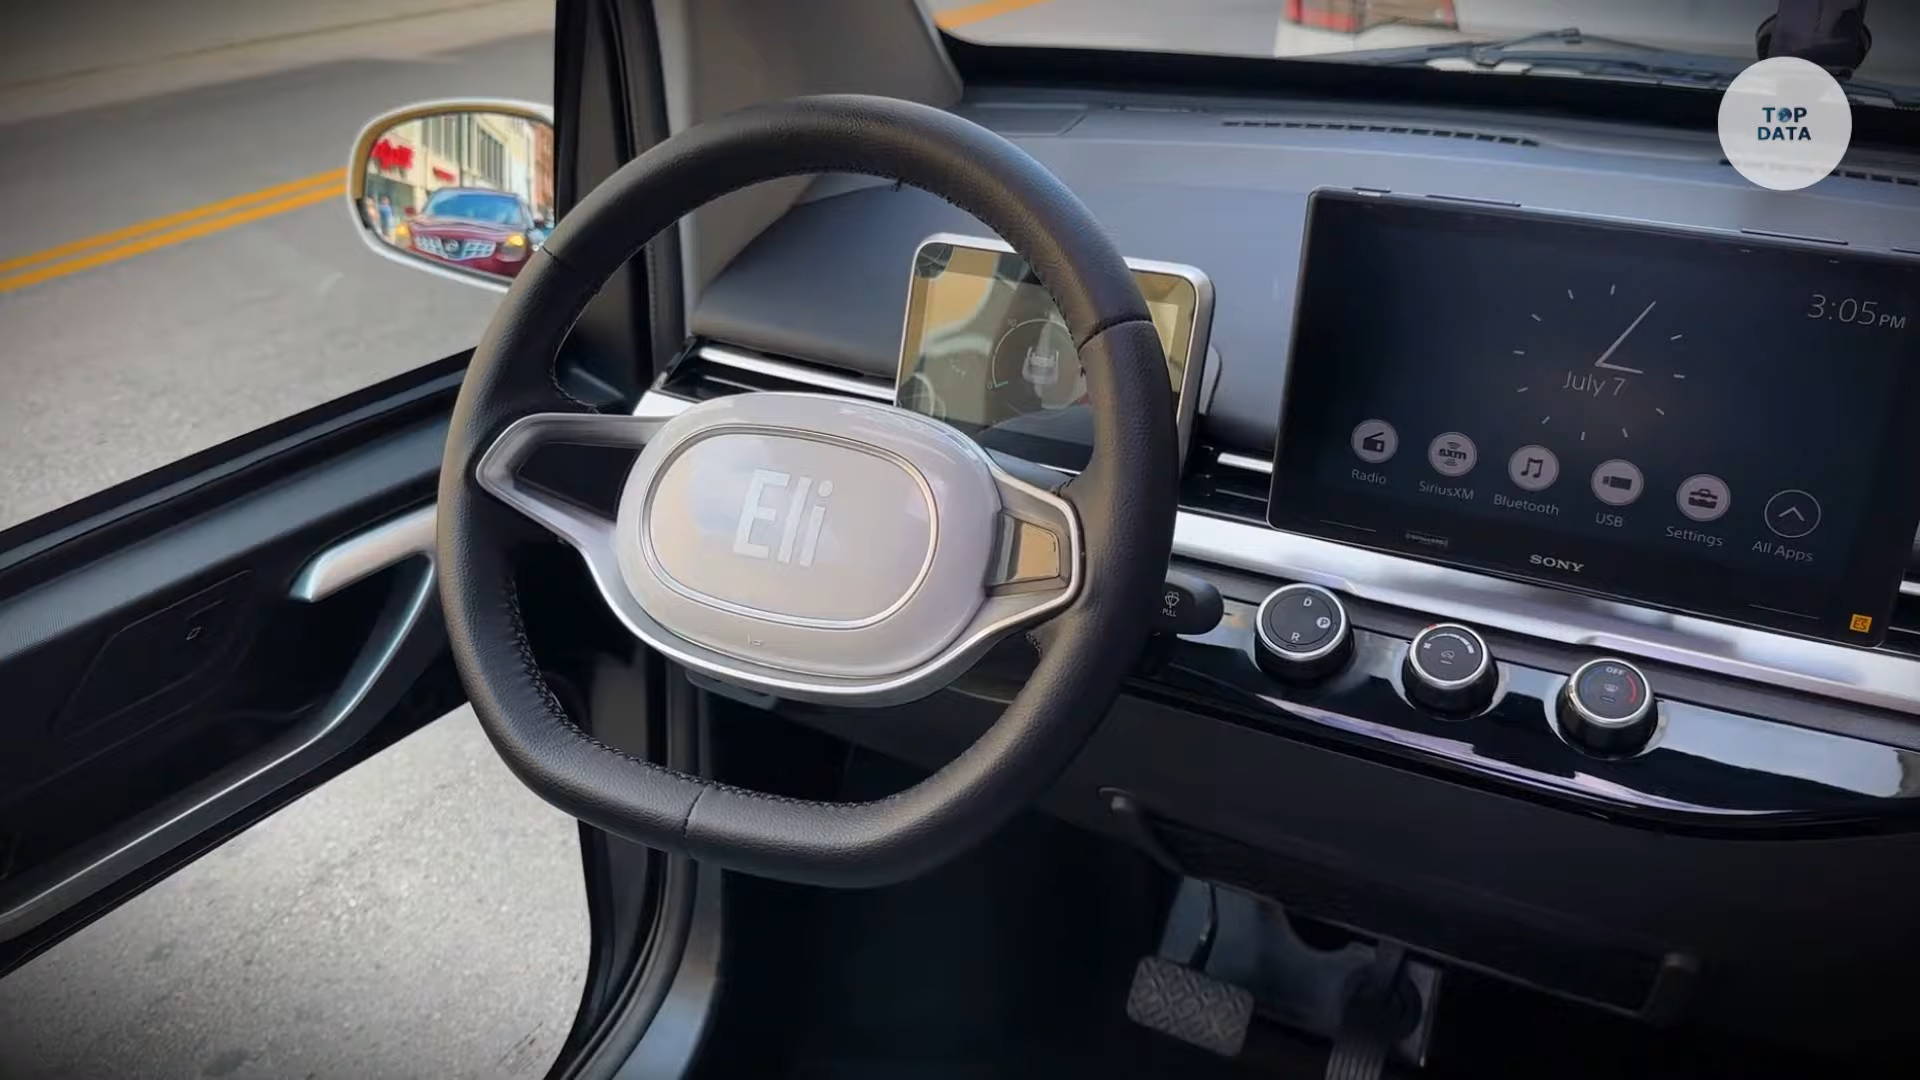 TOP
DATA
3:05PM
July 7
Radio
sxm
SiriusXM
Bluetooth
USB
Settings
All Apps
SONY
Eli
PULL
D
P
R
OFF